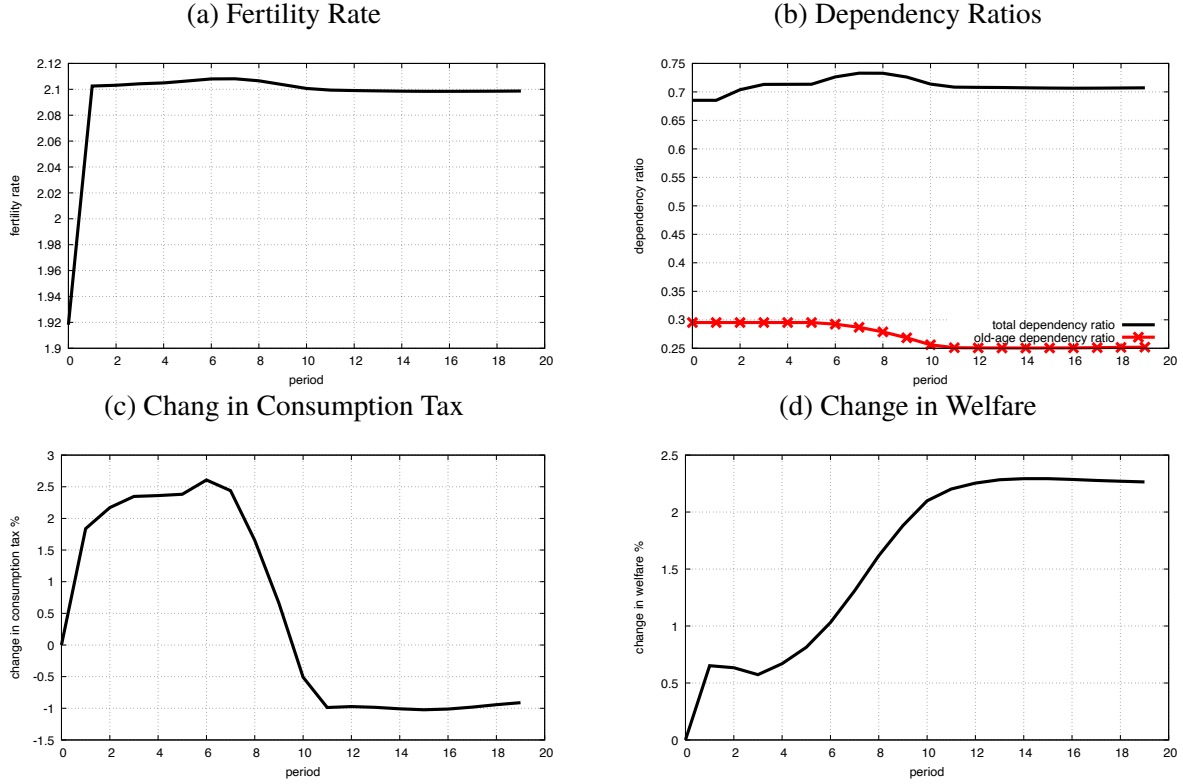 (a) Fertility Rate
2.12
2.1
2.08
2.06
2.04
2.02
2
1.98
1.96
1.94
1.92
1.9
fertility rate
0 2 4 6 8 10 12 14 16 18 20
period
(b) Dependency Ratios
0.75
0.7
0.65
0.6
0.55
0.5
0.45
0.4
0.35
0.3
0.25
dependency ratio
total dependency ratio
old-age dependency ratio
0 2 4 6 8 10 12 14 16 18 20
period
(c) Chang in Consumption Tax
3
2.5
2
1.5
1
0.5
0
-0.5
-1
-1.5
change in consumption tax %
0 2 4 6 8 10 12 14 16 18 20
period
(d) Change in Welfare
2.5
2
1.5
1
0.5
0
change in welfare %
0 2 4 6 8 10 12 14 16 18 20
period